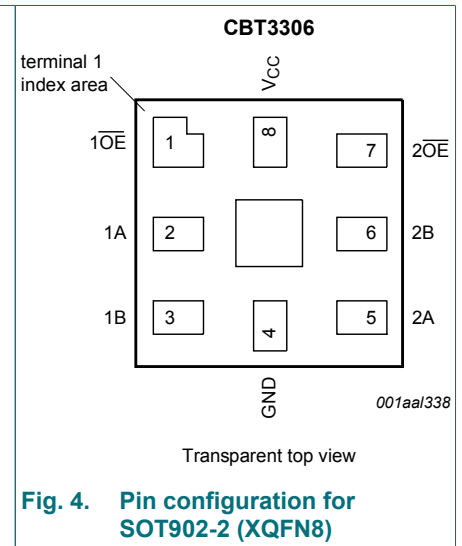 CBT3306
terminal 1
index area
VCC
1OE
1
8
7
2OE
1A
2
6
2B
1B
3
4
5
2A
GND
001aal338
Transparent top view
Fig. 4. Pin configuration for
SOT902-2 (XQFN8)